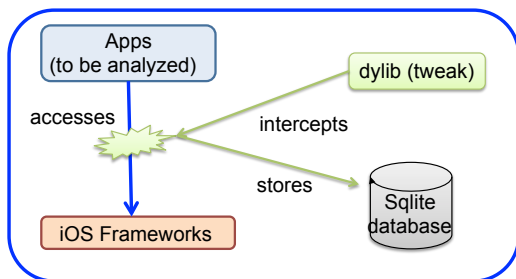 Apps
(to be analyzed)
dylib (tweak)
accesses
intercepts
stores
Sqlite
database
iOS Frameworks